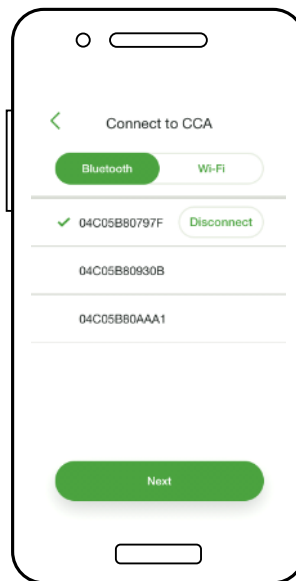 Connect to CCA
Bluetooth Wi-Fi
04C05B80797F Disconnect
04C05B80930B
04C05B80AAA1
Next